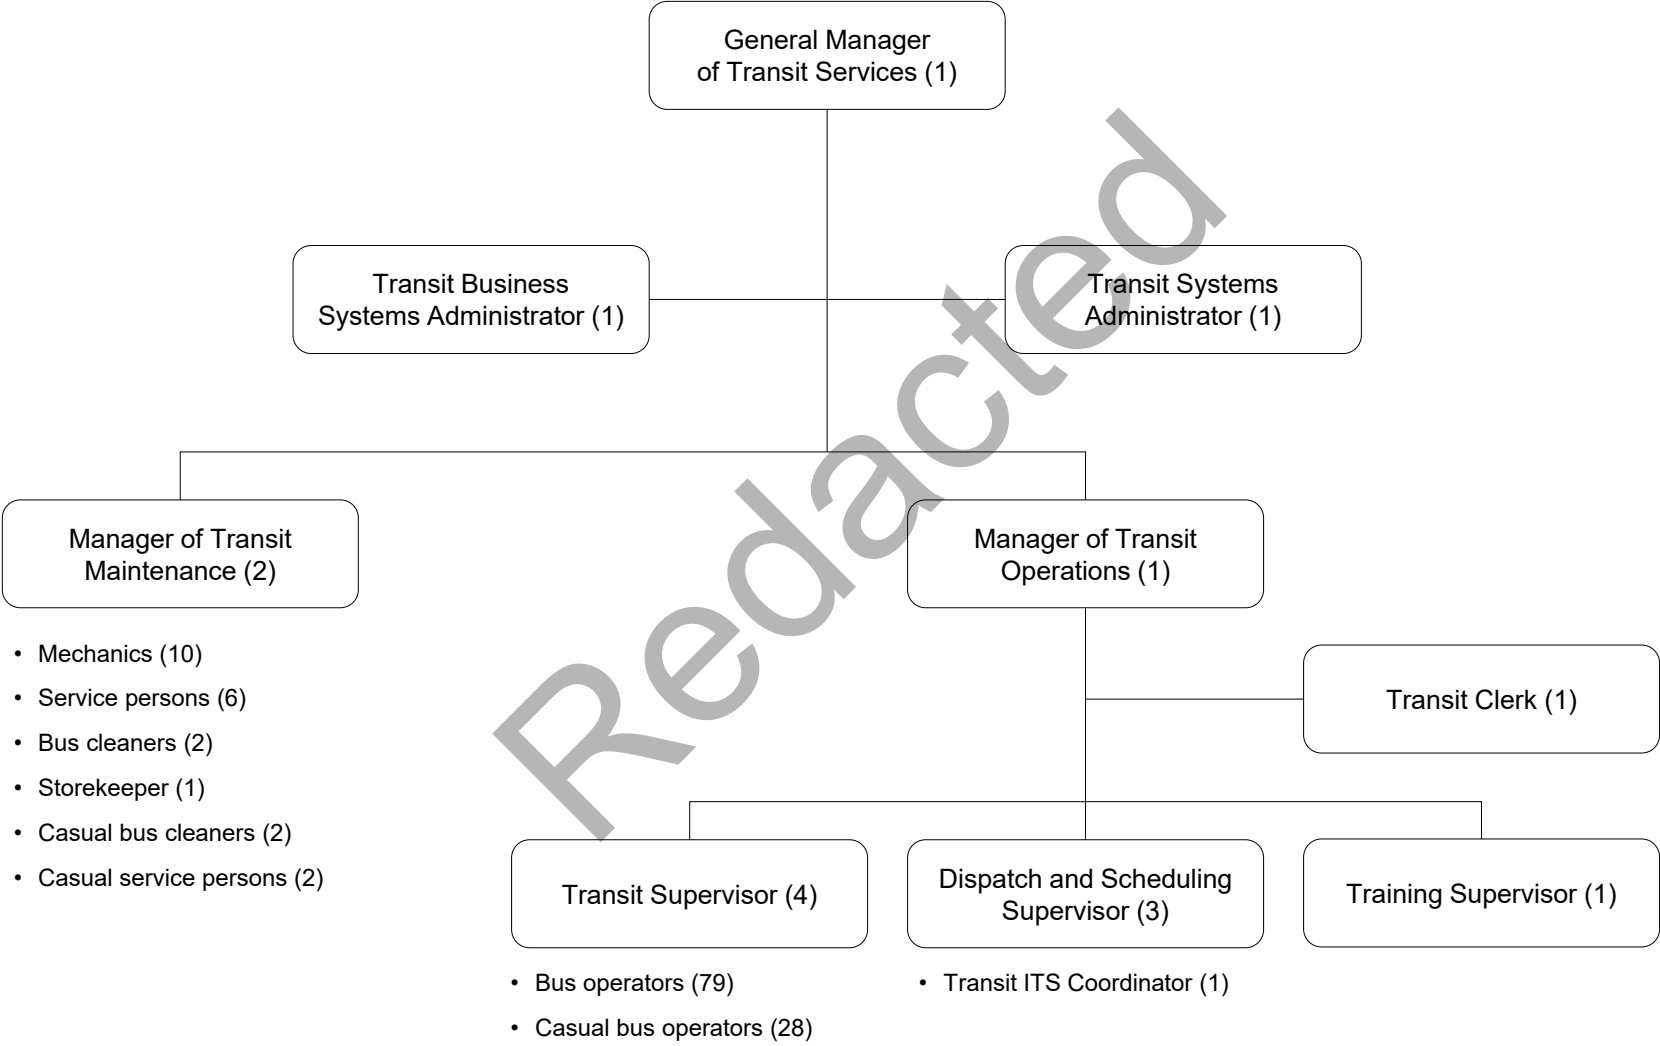 General Manager
of Transit Services (1)
Transit Business
Systems Administrator (1)
Transit Systems
Administrator (1)
Redacted
Manager of Transit
Maintenance (2)
Manager of Transit
Operations (1)
• Mechanics (10)
• Service persons (6)
• Bus cleaners (2)
• Storekeeper (1)
• Casual bus cleaners (2)
• Casual service persons (2)
Transit Clerk (1)
Transit Supervisor (4)
Dispatch and Scheduling
Supervisor (3)
Training Supervisor (1)
• Bus operators (79)
• Casual bus operators (28)
• Transit ITS Coordinator (1)